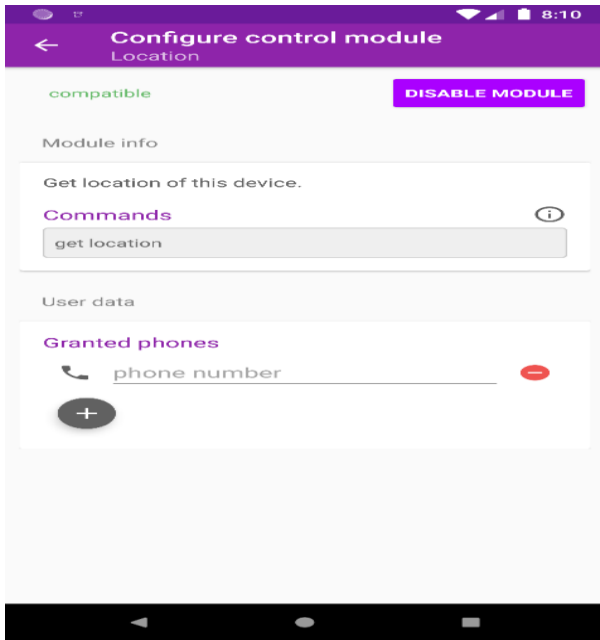 8:10
Configure control module
Location
compatible
DISABLE MODULE
Module info
Get location of this device.
Commands
get location
User data
Granted phones
phone number